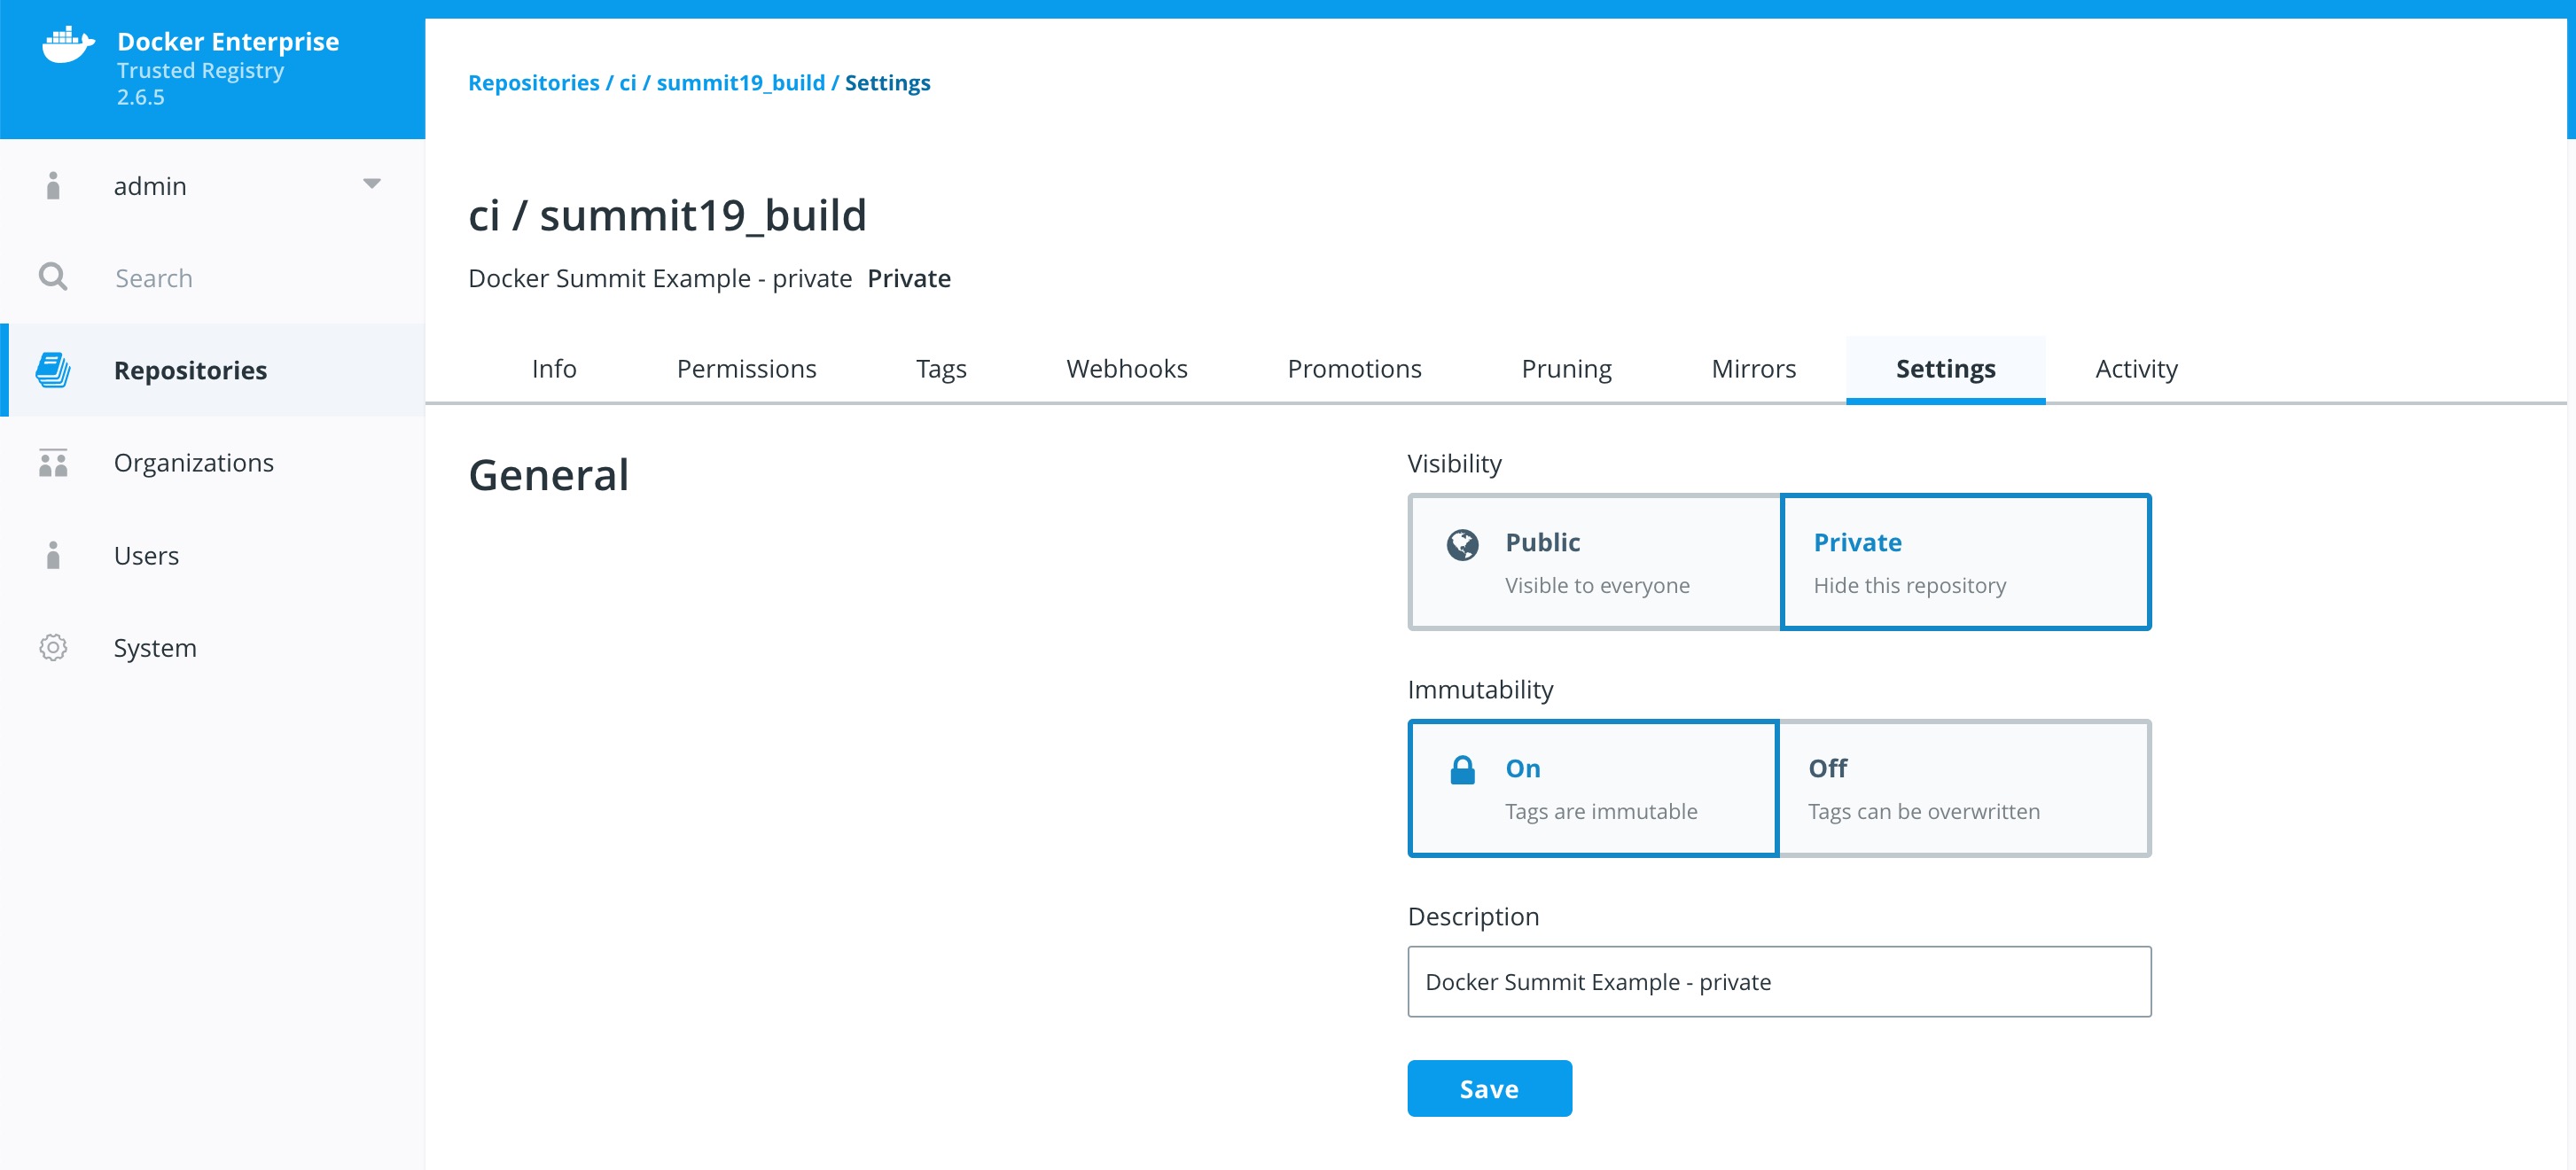 Docker Enterprise
Trusted Registry
2.6.5
admin
Search
Repositories
Organizations
Users
System
Repositories / ci / summit19_build / Settings
ci / summit19_build
Docker Summit Example - private Private
Info Permissions Tags Webhooks Promotions Pruning Mirrors Settings Activity
General
Visibility
Public
Visible to everyone
Private
Hide this repository
Immutability
On
Tags are immutable
Off
Tags can be overwritten
Description
Docker Summit Example - private
Save